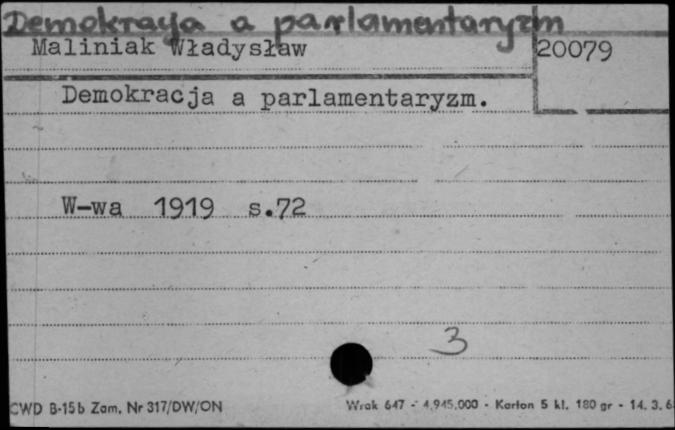 Demokracja a parlamentaryzm
Maliniak Władysław 20079
Demokracja a parlamentaryzm.
W-wa 1919 s.72
3
CWD B-15b Zam. Nr 317/DW/ON Wrak 647 - 4.945.000 - Karton 5 kl. 180 gr - 14. 3. 6